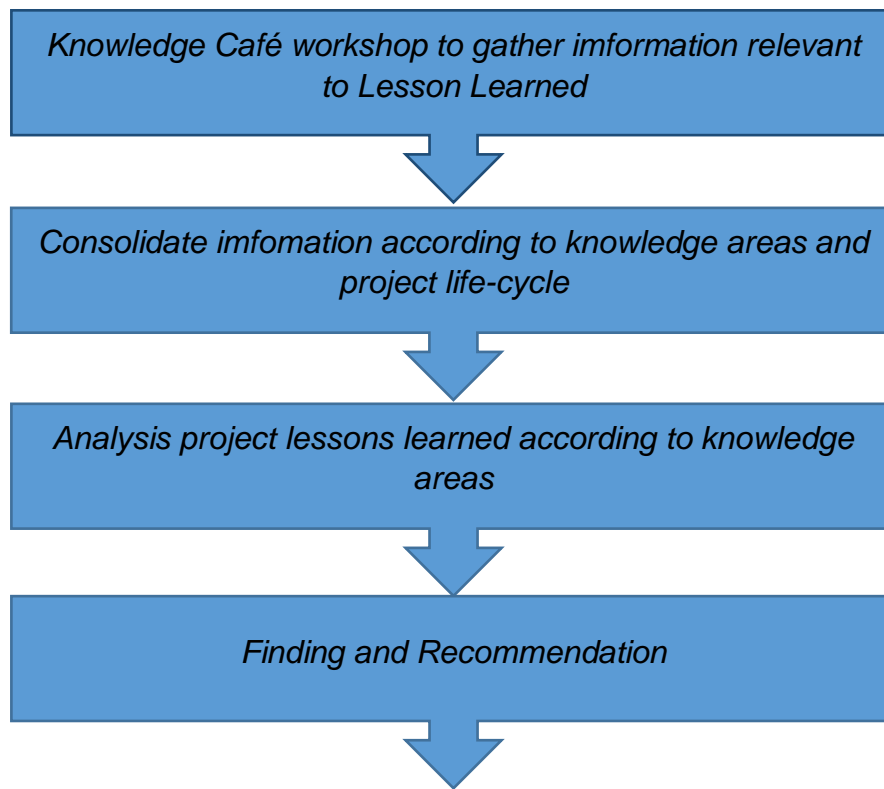 Knowledge Café workshop to gather imformation relevant
to Lesson Learned
Consolidate imfomation according to knowledge areas and
project life-cycle
Analysis project lessons learned according to knowledge
areas
Finding and Recommendation